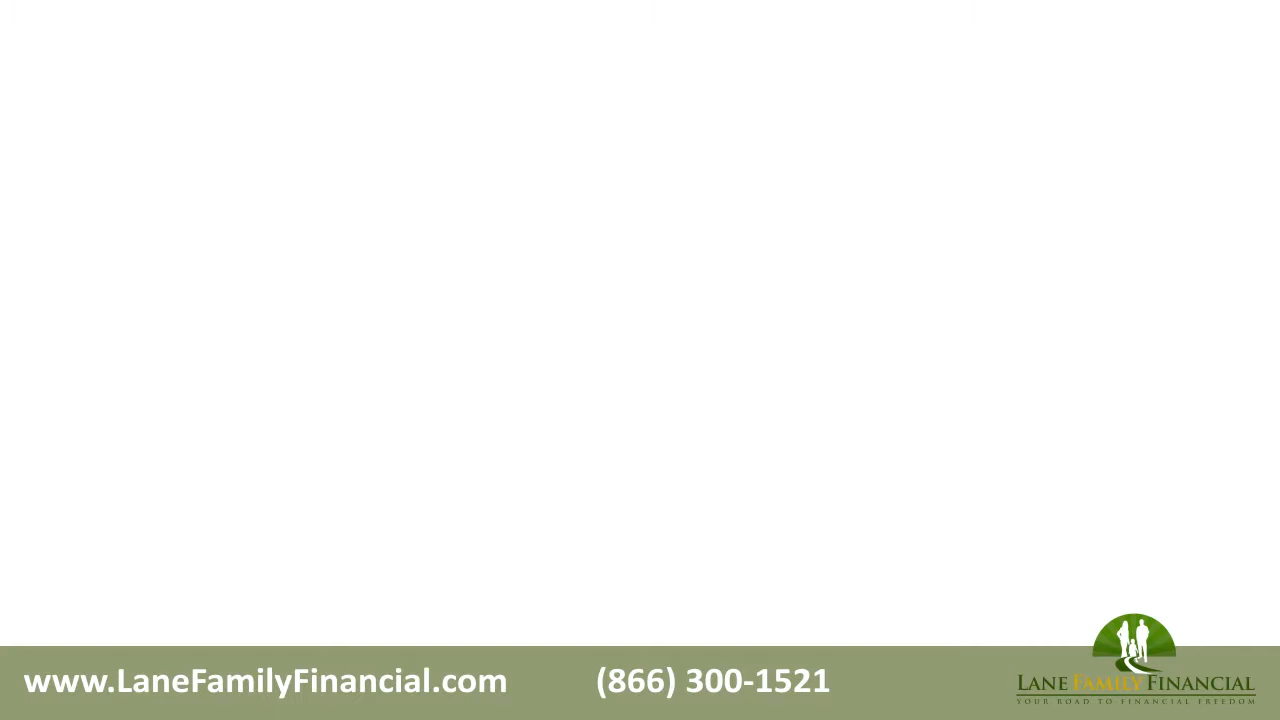 www.LaneFamilyFinancial.com (866) 300-1521
LANE FAMILY FINANCIAL
YOUR ROAD TO FINANCIAL FREEDOM